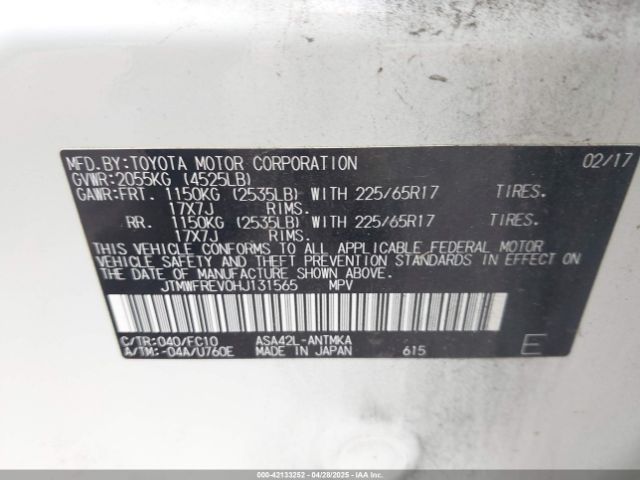 MFD.BY:TOYOTA MOTOR CORPORATION 02/17
GVWR:2055KG (4525LB)
GAWR:FRT. 1150KG (2535LB) WITH 225/65R17 TIRES.
17X7J RIMS.
RR. 1150KG (2535LB) WITH 225/65R17 TIRES.
17X7J RIMS.
THIS VEHICLE CONFORMS TO ALL APPLICABLE FEDERAL MOTOR
VEHICLE SAFETY AND THEFT PREVENTION STANDARDS IN EFFECT ON
THE DATE OF MANUFACTURE SHOWN ABOVE.
JTMWFREV0HJ131565 MPV
C/TR:040/FC10 ASA42L-ANTMKA
A/TM:-04A/U760E MADE IN JAPAN 615 E
000-42133252 04/28/2025 IAAI.COM